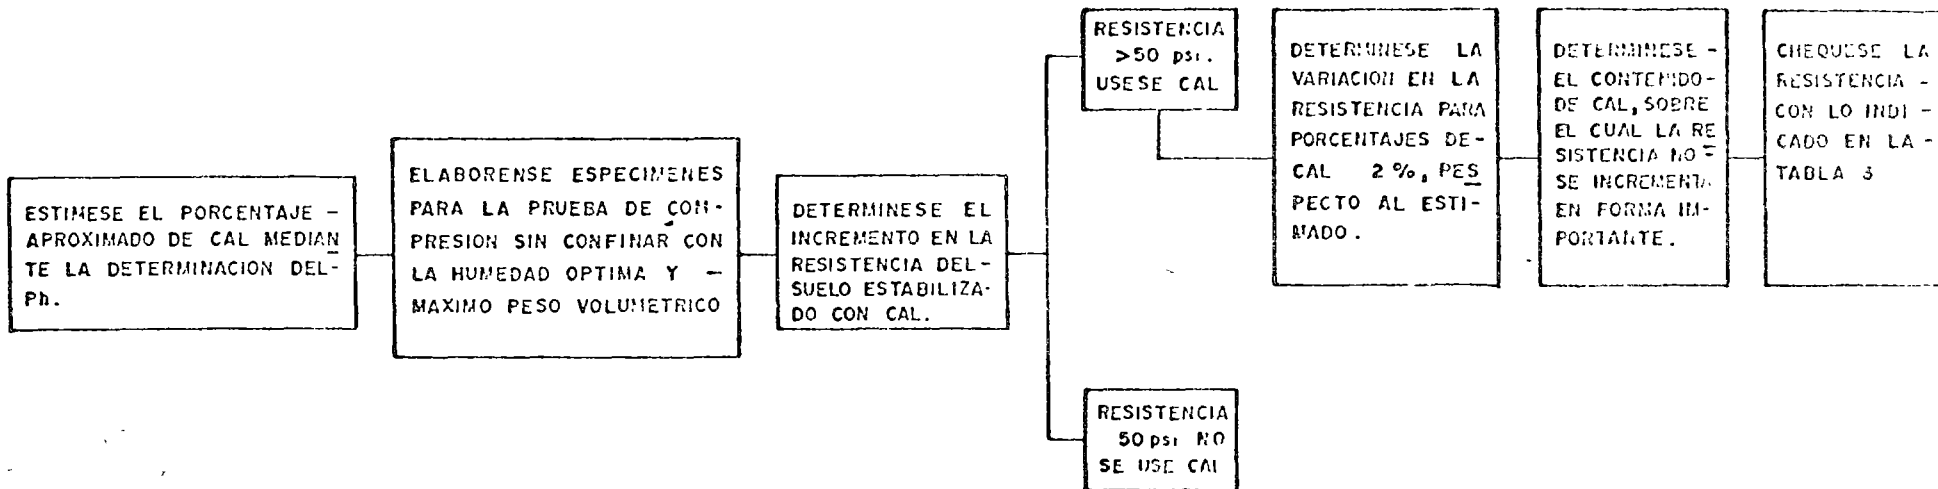 ESTIMESE EL PORCENTAJE -
APROXIMADO DE CAL MEDIAN
TE LA DETERMINACION DEL-
Ph.
ELABORENSE ESPECIMENES
PARA LA PRUEBA DE COM-
PRESION SIN CONFINAR CON
LA HUMEDAD OPTIMA Y -
MAXIMO PESO VOLUMETRICO
DETERMINESE EL
INCREMENTO EN LA
RESISTENCIA DEL-
SUELO ESTABILIZA-
DO CON CAL.
RESISTENCIA
>50 psi.
USESE CAL
DETERMINESE LA
VARIACION EN LA
RESISTENCIA PARA
PORCENTAJES DE-
CAL 2 %, RES
PECTO AL ESTI-
MADO.
DETERMINESE -
EL CONTENIDO-
DE CAL, SOBRE
EL CUAL LA RE
SISTENCIA NO-
SE INCREMENTA
EN FORMA IM-
PORTANTE.
CHEQUESE LA
RESISTENCIA -
CON LO INDI-
CADO EN LA-
TABLA 3
RESISTENCIA
50 psi NO
SE USE CAL